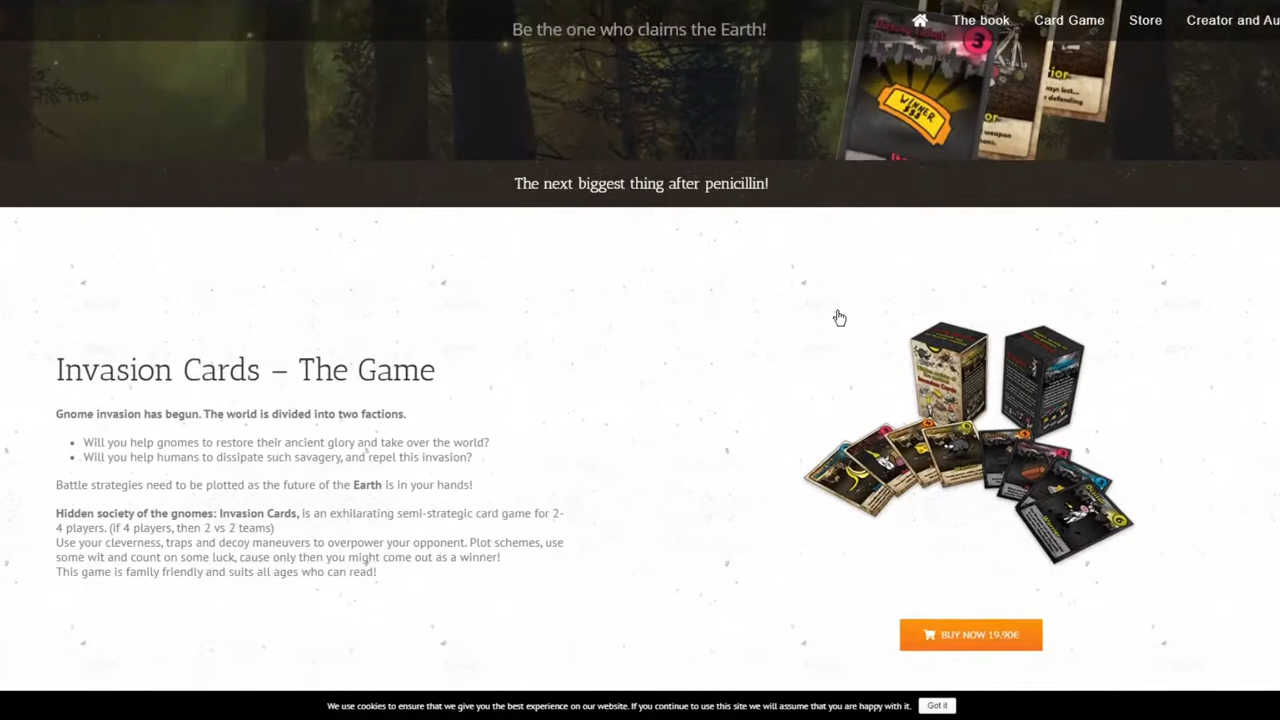 The book Card Game Store Creator and Au
Be the one who claims the Earth!
3
WINNER
$$$
The next biggest thing after penicillin!
Invasion Cards – The Game
Gnome invasion has begun. The world is divided into two factions.
• Will you help gnomes to restore their ancient glory and take over the world?
• Will you help humans to dissipate such savagery, and repel this invasion?
Battle strategies need to be plotted as the future of the Earth is in your hands!
Hidden society of the gnomes: Invasion Cards, is an exhilarating semi-strategic card game for 2-
4 players. (if 4 players, then 2 vs 2 teams)
Use your cleverness, traps and decoy maneuvers to overpower your opponent. Plot schemes, use
some wit and count on some luck, cause only then you might come out as a winner!
This game is family friendly and suits all ages who can read!
BUY NOW 19.90€
We use cookies to ensure that we give you the best experience on our website. If you continue to use this site we will assume that you are happy with it. Got it